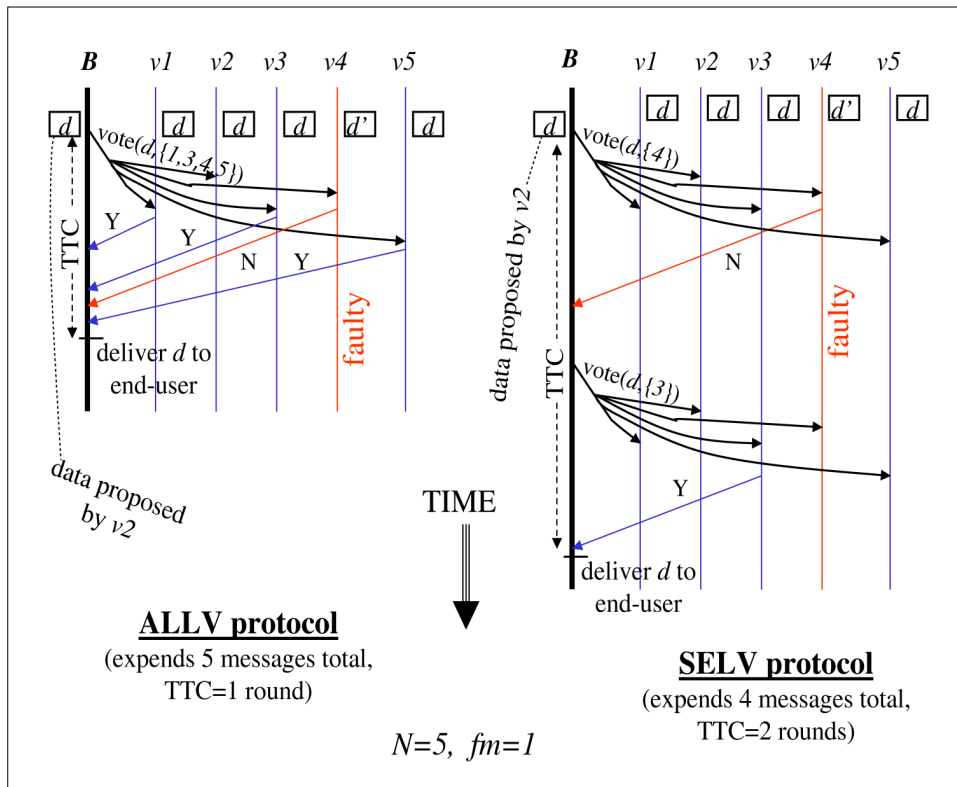 B v1 v2 v3 v4 v5
d d d d d' d
vote(d,{1,3,4,5})
TTC
Y
Y
N
Y
faulty
deliver d to
end-user
data proposed
by v2
B v1 v2 v3 v4 v5
d d d d d' d
vote(d,{4})
data proposed by v2
N
TTC
faulty
vote(d,{3})
Y
deliver d to
end-user
TIME
ALLV protocol
(expends 5 messages total,
TTC=1 round)
SELV protocol
(expends 4 messages total,
TTC=2 rounds)
N=5, fm=1